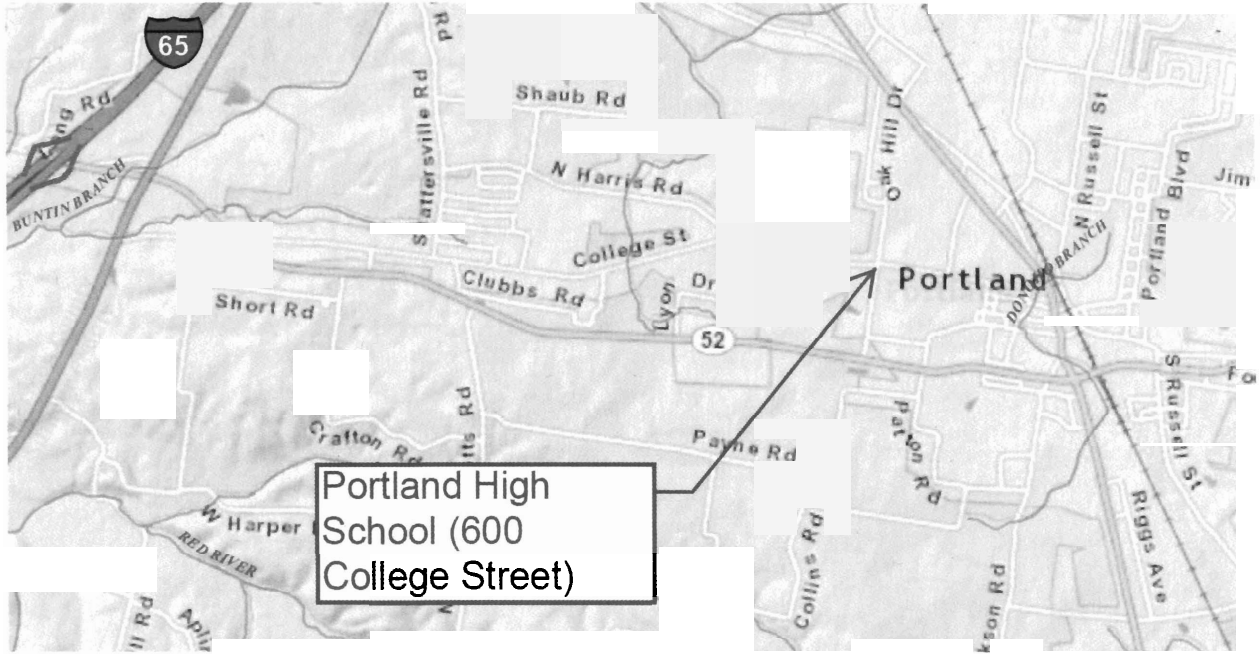 65
Rd
Shaub Rd
N Harris Rd
Oak Hill Dr
N Russell St
Portland Blvd
Jim
BUNTIN BRANCH
College St
Clubbs Rd
Lyon
Dr
Portland
BRANCH
Short Rd
52
S Russell St
Crafton Rd
Payne Rd
Patton Rd
Portland High
School (600
College Street)
W Harper
RED RIVER
Collins Rd
Riggs Ave
Rd